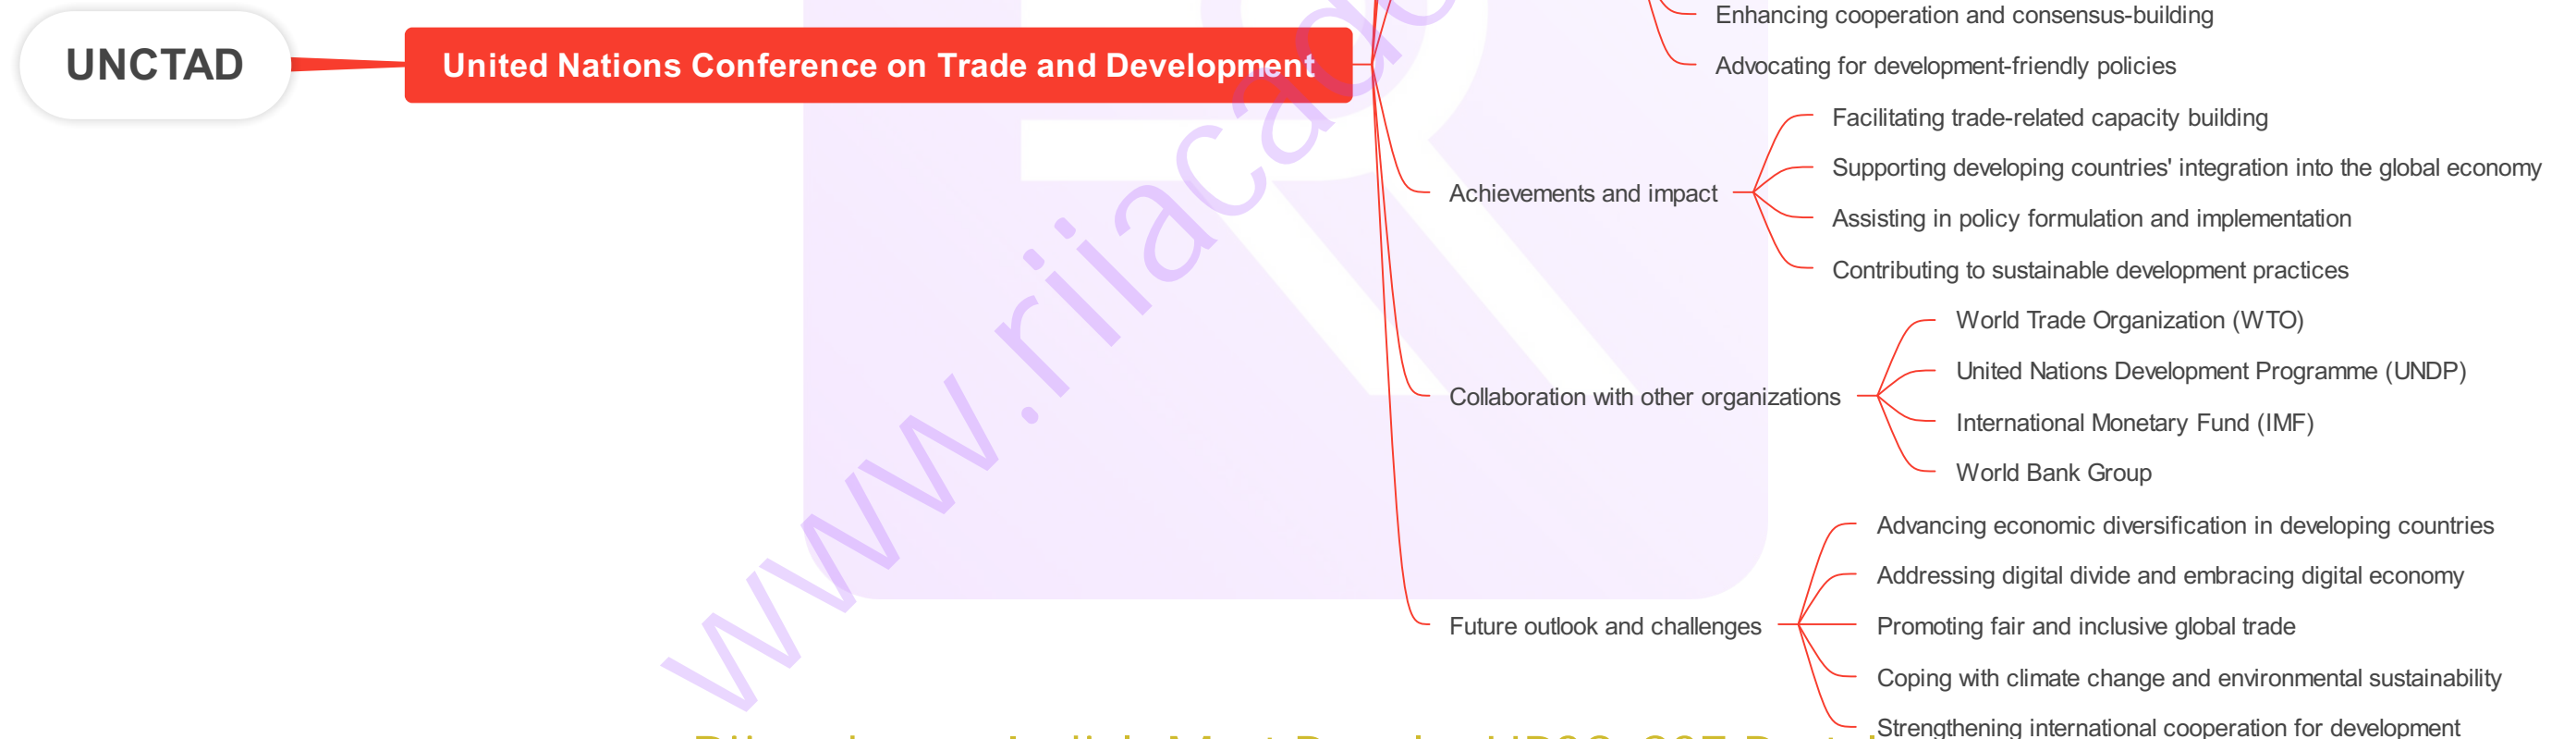 UNCTAD
United Nations Conference on Trade and Development
Enhancing cooperation and consensus-building
Advocating for development-friendly policies
Achievements and impact
Facilitating trade-related capacity building
Supporting developing countries' integration into the global economy
Assisting in policy formulation and implementation
Contributing to sustainable development practices
Collaboration with other organizations
World Trade Organization (WTO)
United Nations Development Programme (UNDP)
International Monetary Fund (IMF)
World Bank Group
Future outlook and challenges
Advancing economic diversification in developing countries
Addressing digital divide and embracing digital economy
Promoting fair and inclusive global trade
Coping with climate change and environmental sustainability
Strengthening international cooperation for development